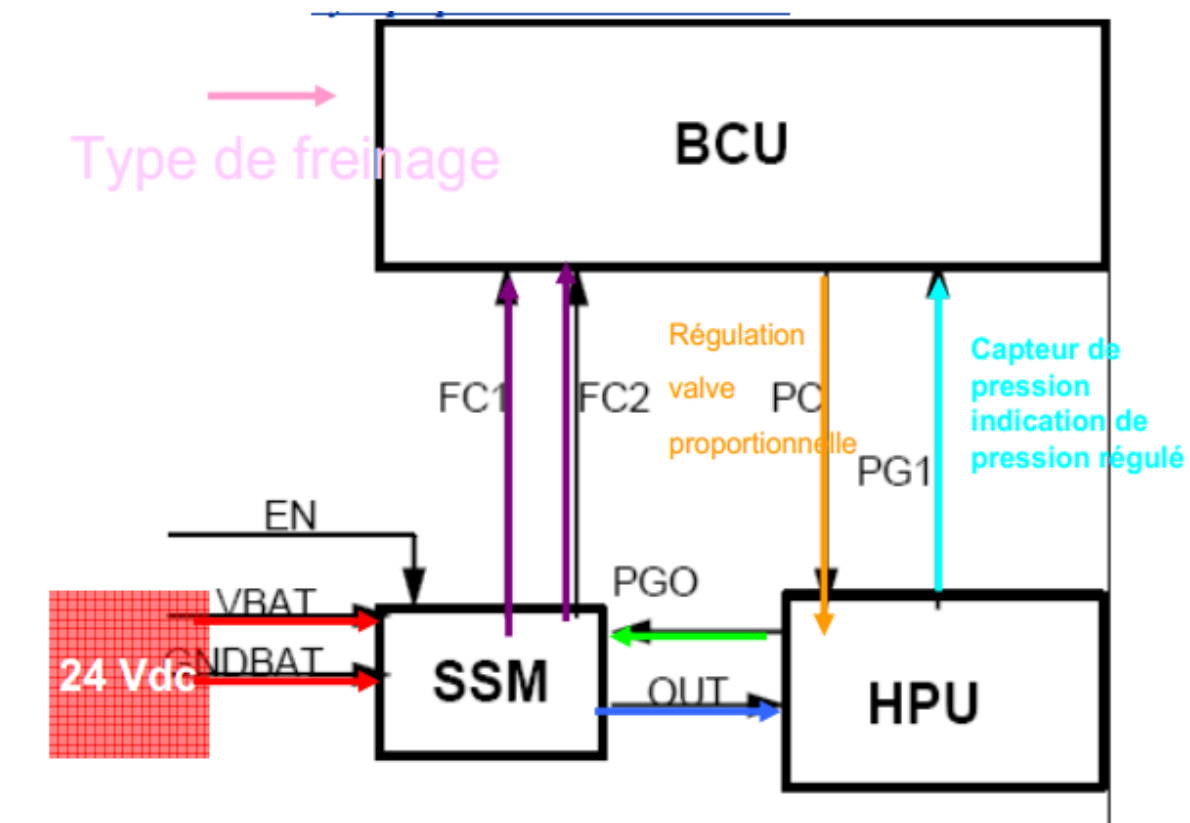 BCU
Type de freinage
Régulation
valve
proportionnelle
FC1
FC2
PC
Capteur de
pression
indication de
pression régulé
PG1
EN
PGO
VBAT
24 Vdc
GNDBAT
SSM
OUT
HPU